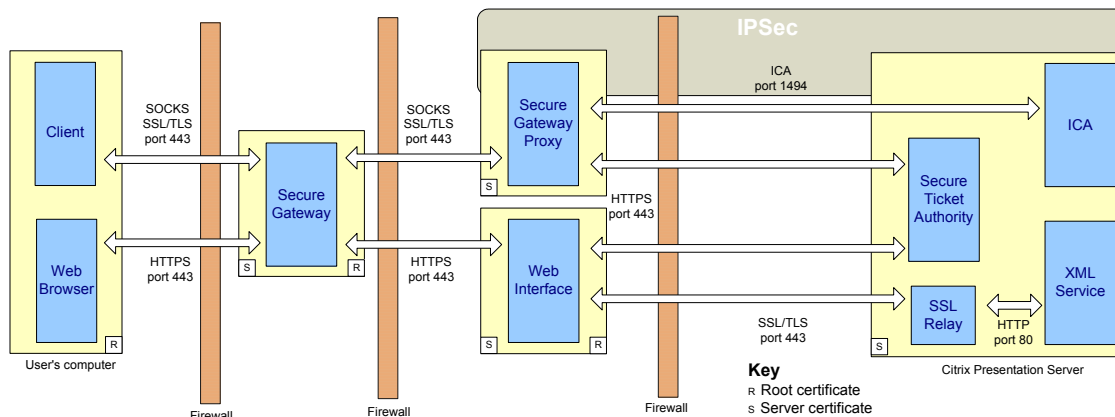 IPSec
ICA
port 1494
SOCKS
SSL/TLS
port 443
SOCKS
SSL/TLS
port 443
Client
Secure
Gateway
Proxy
ICA
Secure
Gateway
S
HTTPS
port 443
Secure
Ticket
Authority
HTTPS
port 443
S
R
HTTPS
port 443
Web
Browser
Web
Interface
XML
Service
SSL
Relay
HTTP
port 80
SSL/TLS
port 443
R
S
R
S
User's computer
Citrix Presentation Server
Key
R Root certificate
S Server certificate
Firewall
Firewall
Firewall